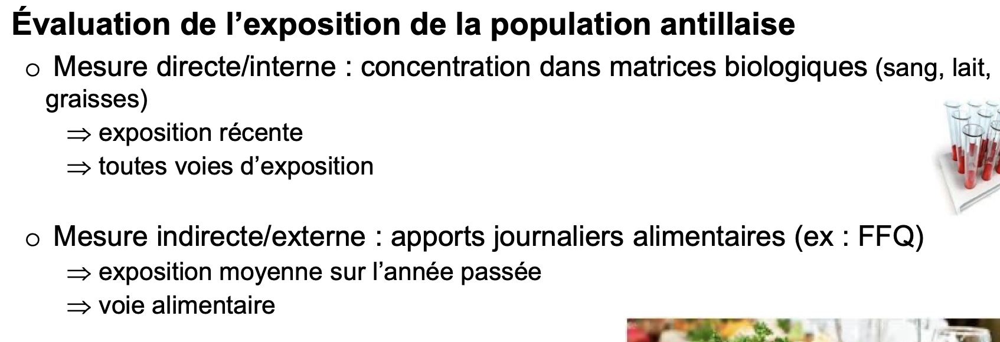 Évaluation de l’exposition de la population antillaise
○ Mesure directe/interne : concentration dans matrices biologiques (sang, lait,
graisses)
⇒ exposition récente
⇒ toutes voies d’exposition
○ Mesure indirecte/externe : apports journaliers alimentaires (ex : FFQ)
⇒ exposition moyenne sur l’année passée
⇒ voie alimentaire